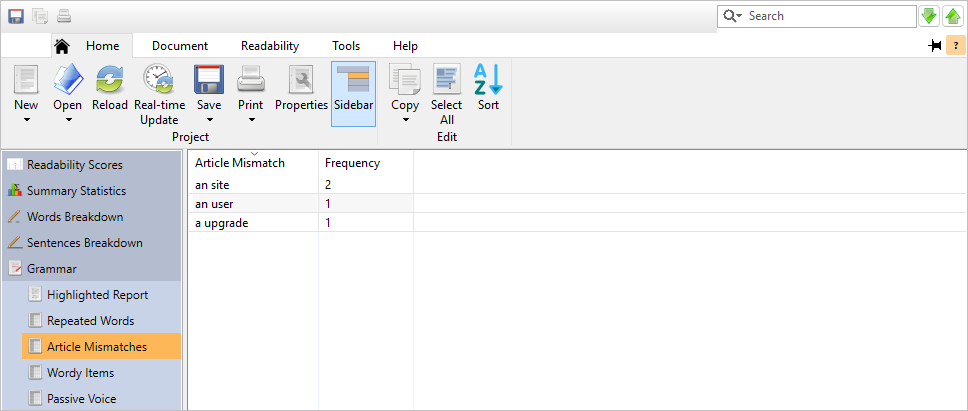 Search
Home Document Readability Tools Help ?
New Open Reload Real-time Update Save Print Properties Sidebar Copy Select All A Z Sort
Project Edit
Readability Scores
Summary Statistics
Words Breakdown
Sentences Breakdown
Grammar
Highlighted Report
Repeated Words
Article Mismatches
Wordy Items
Passive Voice
Article Mismatch Frequency
an site 2
an user 1
a upgrade 1